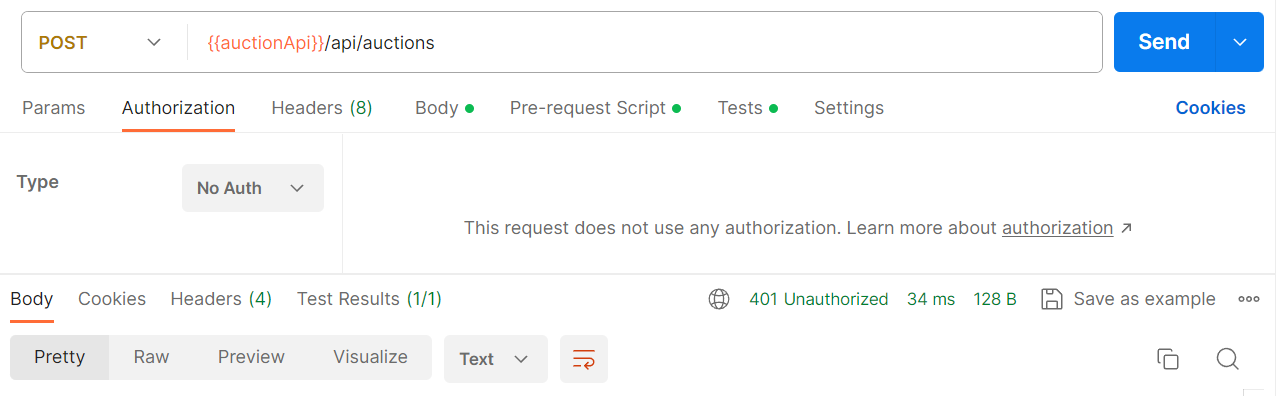 POST {{auctionApi}}/api/auctions Send
Params Authorization Headers (8) Body Pre-request Script Tests Settings Cookies
Type No Auth
This request does not use any authorization. Learn more about authorization ↗
Body Cookies Headers (4) Test Results (1/1) 401 Unauthorized 34 ms 128 B Save as example
Pretty Raw Preview Visualize Text